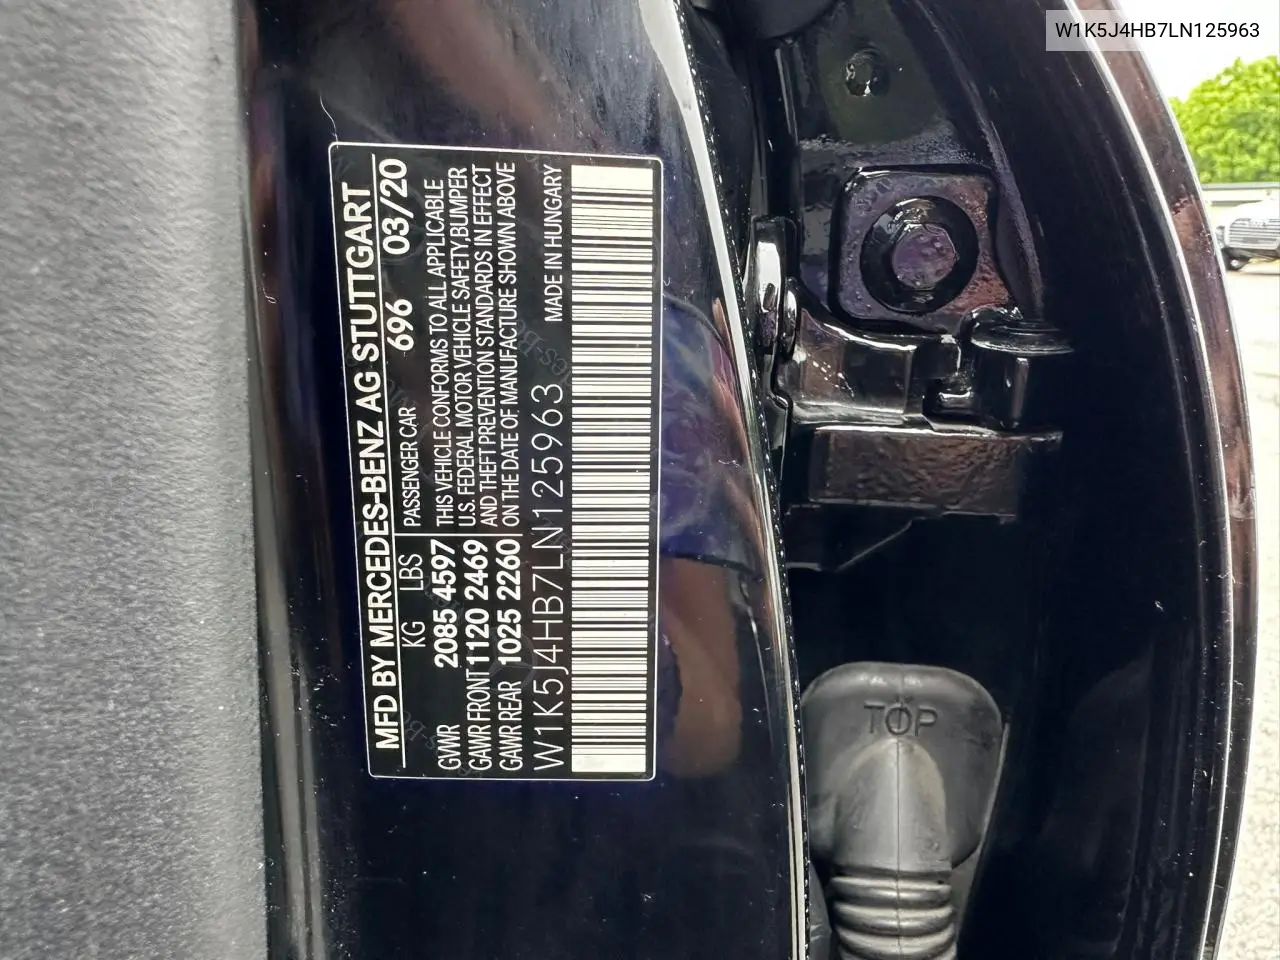 W1K5J4HB7LN125963
MFD BY MERCEDES-BENZ AG STUTTGART
KG LBS PASSENGER CAR 696 03/20
GVWR 2085 4597
GAWR FRONT 1120 2469
GAWR REAR 1025 2260
THIS VEHICLE CONFORMS TO ALL APPLICABLE
U.S. FEDERAL MOTOR VEHICLE SAFETY,BUMPER
AND THEFT PREVENTION STANDARDS IN EFFECT
ON THE DATE OF MANUFACTURE SHOWN ABOVE
W1K5J4HB7LN125963 MADE IN HUNGARY
TOP